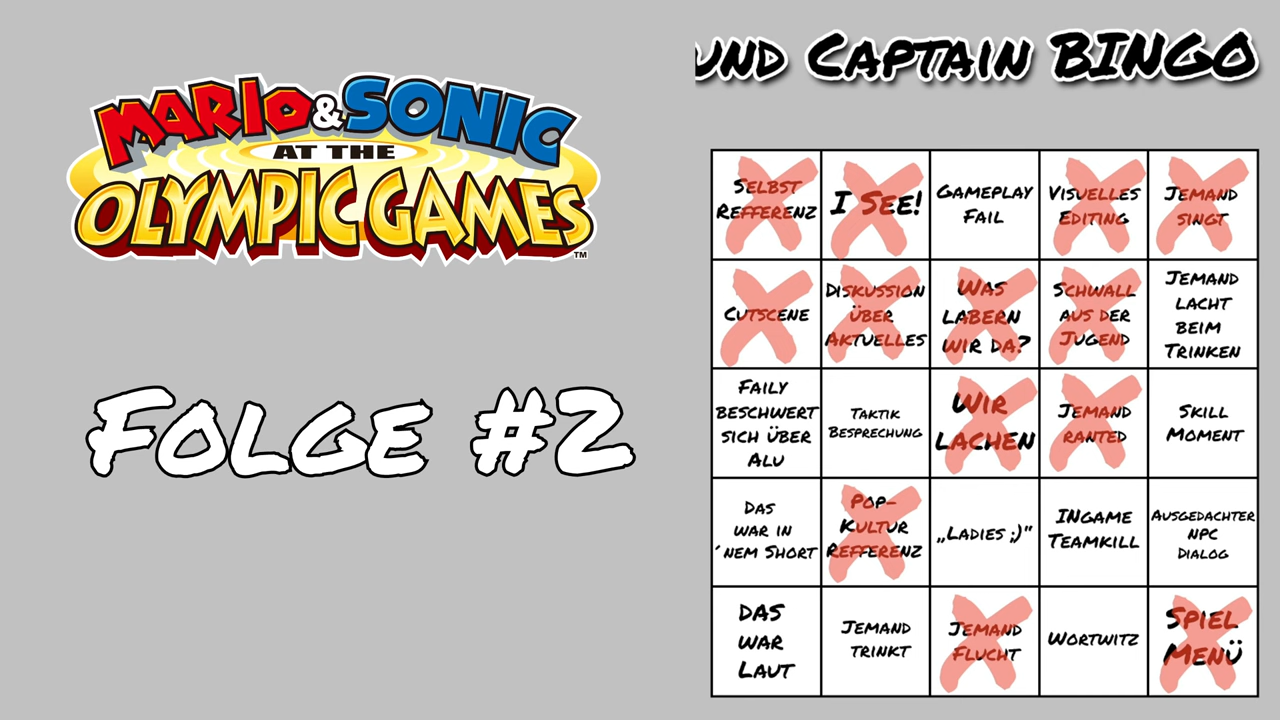 MARIO & SONIC
AT THE
OLYMPIC GAMES
TM
FOLGE #2
UND CAPTAIN BINGO
SELBST
REFFERENZ
I SEE!
GAMEPLAY
FAIL
VISUELLES
EDITING
JEMAND
SINGT
CUTSCENE
DISKUSSION
ÜBER
AKTUELLES
WAS
LABERN
WIR DA?
SCHWALL
AUS DER
JUGEND
JEMAND
LACHT
BEIM
TRINKEN
FAILY
BESCHWERT
SICH ÜBER
ALU
TAKTIK
BESPRECHUNG
WIR
LACHEN
JEMAND
RANTED
SKILL
MOMENT
DAS
WAR IN
´NEM SHORT
POP-
KULTUR
REFFERENZ
„LADIES ;)"
INGAME
TEAMKILL
AUSGEDACHTER
NPC
DIALOG
DAS
WAR
LAUT
JEMAND
TRINKT
JEMAND
FLUCHT
WORTWITZ
SPIEL
MENÜ